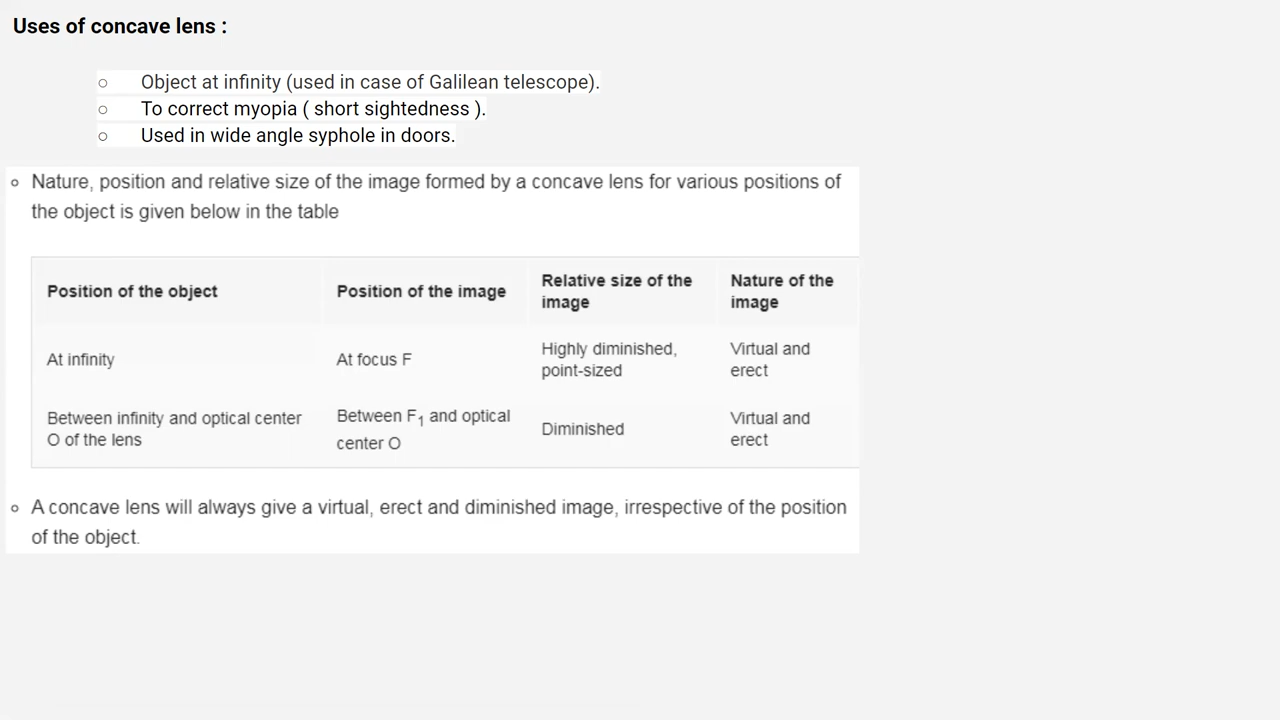 Uses of concave lens :
○ Object at infinity (used in case of Galilean telescope).
○ To correct myopia ( short sightedness ).
○ Used in wide angle syphole in doors.
○ Nature, position and relative size of the image formed by a concave lens for various positions of
the object is given below in the table
Position of the object Position of the image Relative size of the image Nature of the image
At infinity At focus F Highly diminished, point-sized Virtual and erect
Between infinity and optical center O of the lens Between F₁ and optical center O Diminished Virtual and erect
○ A concave lens will always give a virtual, erect and diminished image, irrespective of the position
of the object.